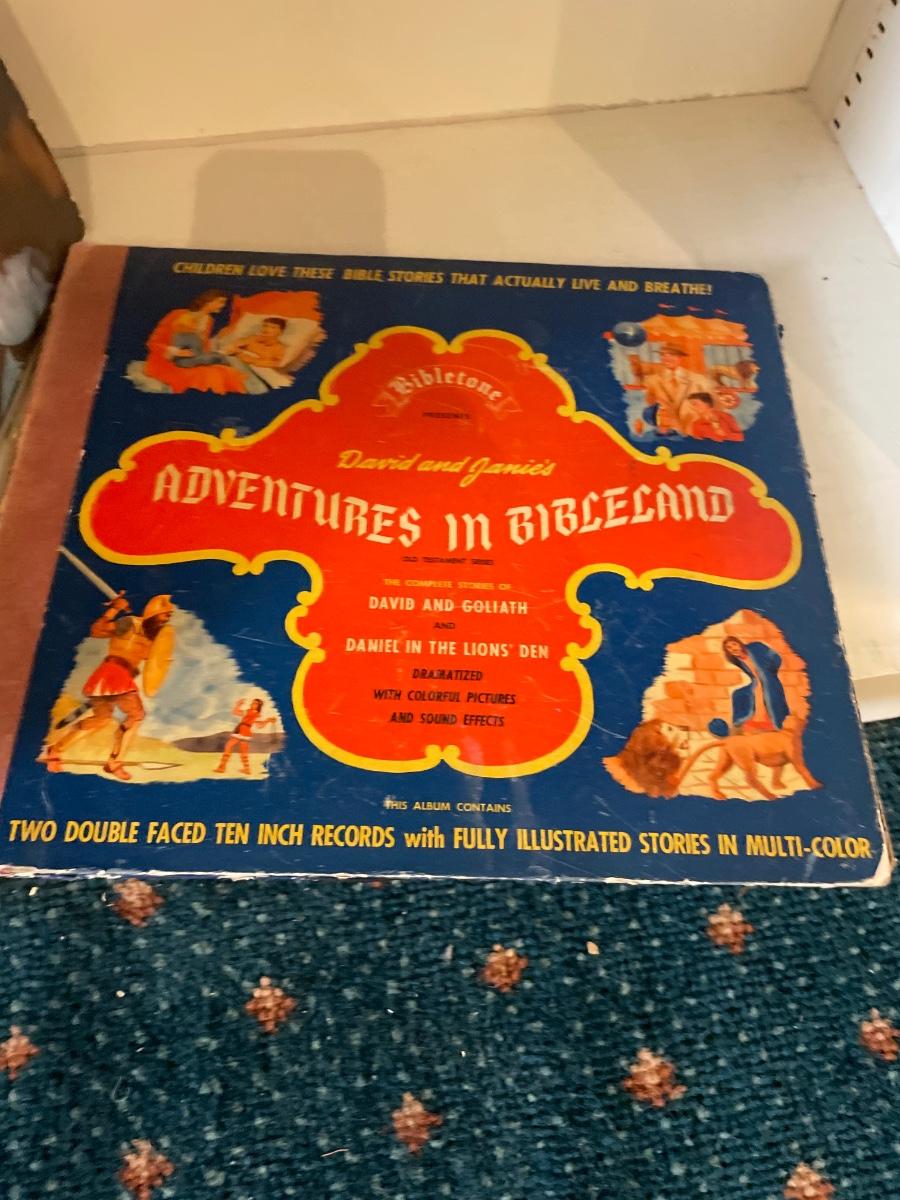 CHILDREN LOVE THESE BIBLE STORIES THAT ACTUALLY LIVE AND BREATHE!
Bibletone
PRESENTS
David and Janie's
ADVENTURES IN BIBLELAND
OLD TESTAMENT SERIES
THE COMPLETE STORIES OF
DAVID AND GOLIATH
AND
DANIEL IN THE LIONS' DEN
DRAMATIZED
WITH COLORFUL PICTURES
AND SOUND EFFECTS
THIS ALBUM CONTAINS
TWO DOUBLE FACED TEN INCH RECORDS with FULLY ILLUSTRATED STORIES IN MULTI-COLOR